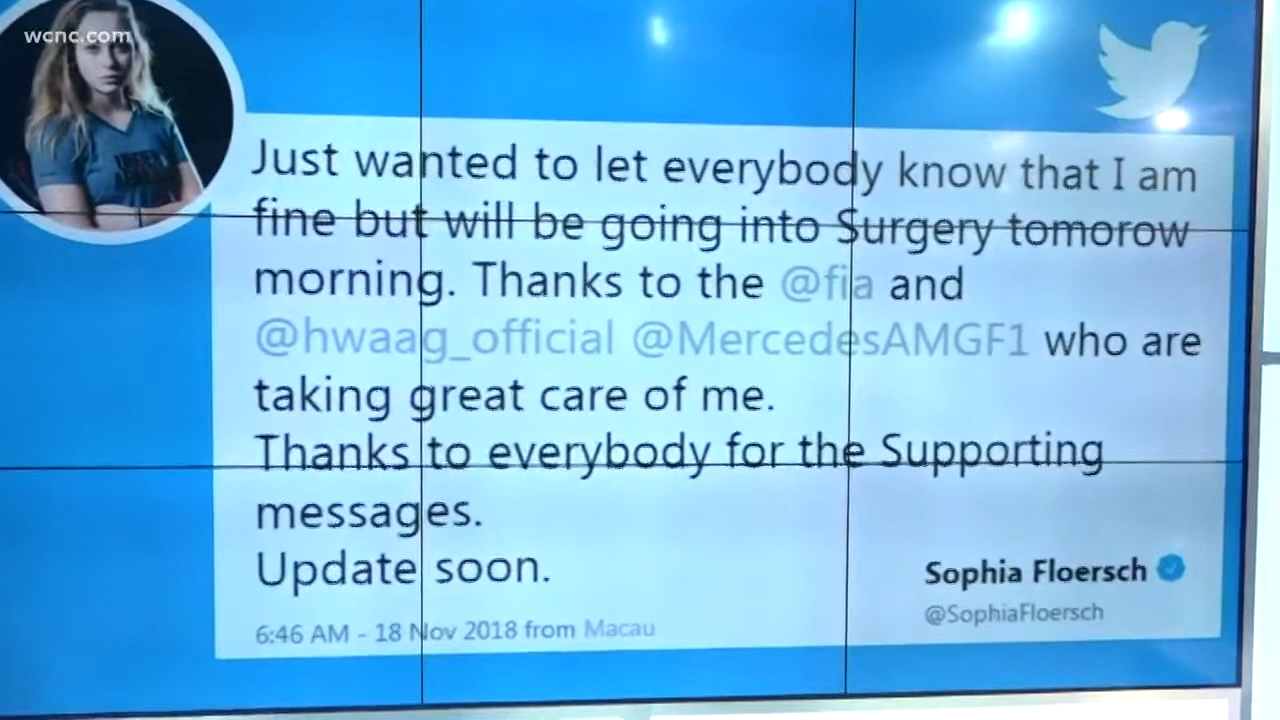 wcnc.com
Just wanted to let everybody know that I am
fine but will be going into Surgery tomorow
morning. Thanks to the @fia and
@hwaag_official @MercedesAMGF1 who are
taking great care of me.
Thanks to everybody for the Supporting
messages.
Update soon.
Sophia Floersch
@SophiaFloersch
6:46 AM - 18 Nov 2018 from Macau